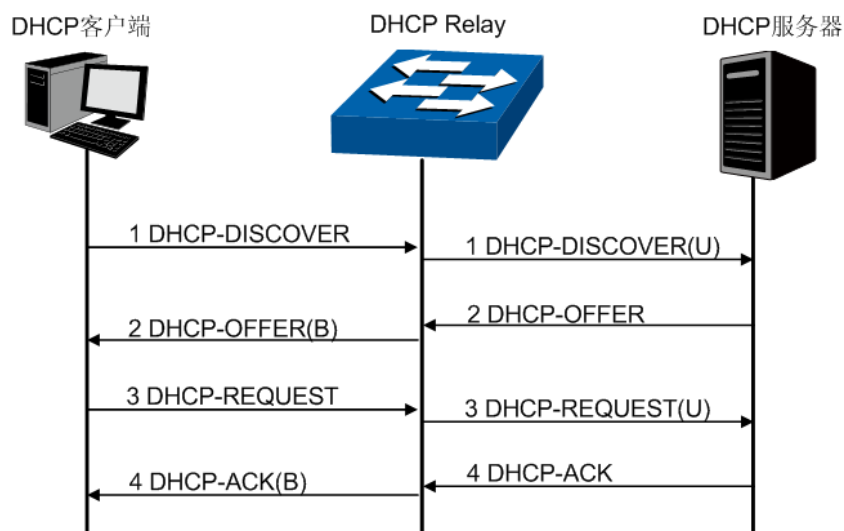 DHCP客户端
DHCP Relay
DHCP服务器
1 DHCP-DISCOVER
1 DHCP-DISCOVER(U)
2 DHCP-OFFER
2 DHCP-OFFER(B)
3 DHCP-REQUEST
3 DHCP-REQUEST(U)
4 DHCP-ACK
4 DHCP-ACK(B)